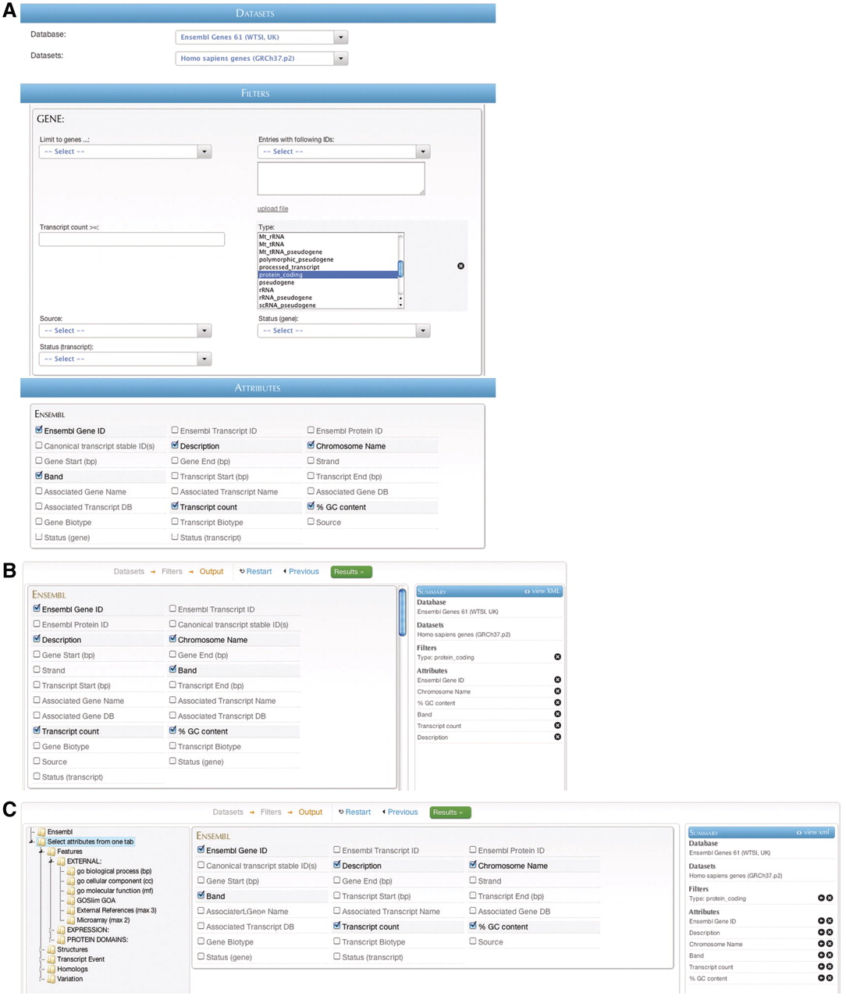 A
DATASETS
Database:
Ensembl Genes 61 (WTSI, UK)
Datasets:
Homo sapiens genes (GRCh37.p2)
FILTERS
GENE:
Limit to genes ...:
Entries with following IDs:
-- Select --
-- Select --
upload file
Transcript count >=:
Type:
Mt_rRNA
Mt_tRNA
Mt_tRNA_pseudogene
polymorphic_pseudogene
processed_transcript
protein_coding
pseudogene
rRNA
rRNA_pseudogene
scRNA_pseudogene
Source:
Status (gene):
-- Select --
-- Select --
Status (transcript):
-- Select --
ATTRIBUTES
ENSEMBL
Ensembl Gene ID Ensembl Transcript ID Ensembl Protein ID
Canonical transcript stable ID(s) Description Chromosome Name
Gene Start (bp) Gene End (bp) Strand
Band Transcript Start (bp) Transcript End (bp)
Associated Gene Name Associated Transcript Name Associated Gene DB
Associated Transcript DB Transcript count % GC content
Gene Biotype Transcript Biotype Source
Status (gene) Status (transcript)
B
Datasets → Filters → Output Restart Previous Results »
ENSEMBL
Ensembl Gene ID Ensembl Transcript ID
Ensembl Protein ID Canonical transcript stable ID(s)
Description Chromosome Name
Gene Start (bp) Gene End (bp)
Strand Band
Transcript Start (bp) Transcript End (bp)
Associated Gene Name Associated Transcript Name
Associated Gene DB Associated Transcript DB
Transcript count % GC content
Gene Biotype Transcript Biotype
Source Status (gene)
Status (transcript)
SUMMARY view XML
Database
Ensembl Genes 61 (WTSI, UK)
Datasets
Homo sapiens genes (GRCh37.p2)
Filters
Type: protein_coding
Attributes
Ensembl Gene ID
Chromosome Name
% GC content
Band
Transcript count
Description
C
Datasets → Filters → Output Restart Previous Results »
Ensembl
Select attributes from one tab
Features
EXTERNAL:
go biological process (bp)
go cellular component (cc)
go molecular function (mf)
GOSlim GOA
External References (max 3)
Microarray (max 2)
EXPRESSION:
PROTEIN DOMAINS:
Structures
Transcript Event
Homologs
Variation
ENSEMBL
Ensembl Gene ID Ensembl Transcript ID Ensembl Protein ID
Canonical transcript stable ID(s) Description Chromosome Name
Gene Start (bp) Gene End (bp) Strand
Band Transcript Start (bp) Transcript End (bp)
Name Associated Transcript Name Associated Gene DB
Associated Transcript DB Transcript count % GC content
Gene Biotype Transcript Biotype Source
Status (gene) Status (transcript)
SUMMARY view xml
Database
Ensembl Genes 61 (WTSI, UK)
Datasets
Homo sapiens genes (GRCh37.p2)
Filters
Type: protein_coding
Attributes
Ensembl Gene ID
Description
Chromosome Name
Band
Transcript count
% GC content